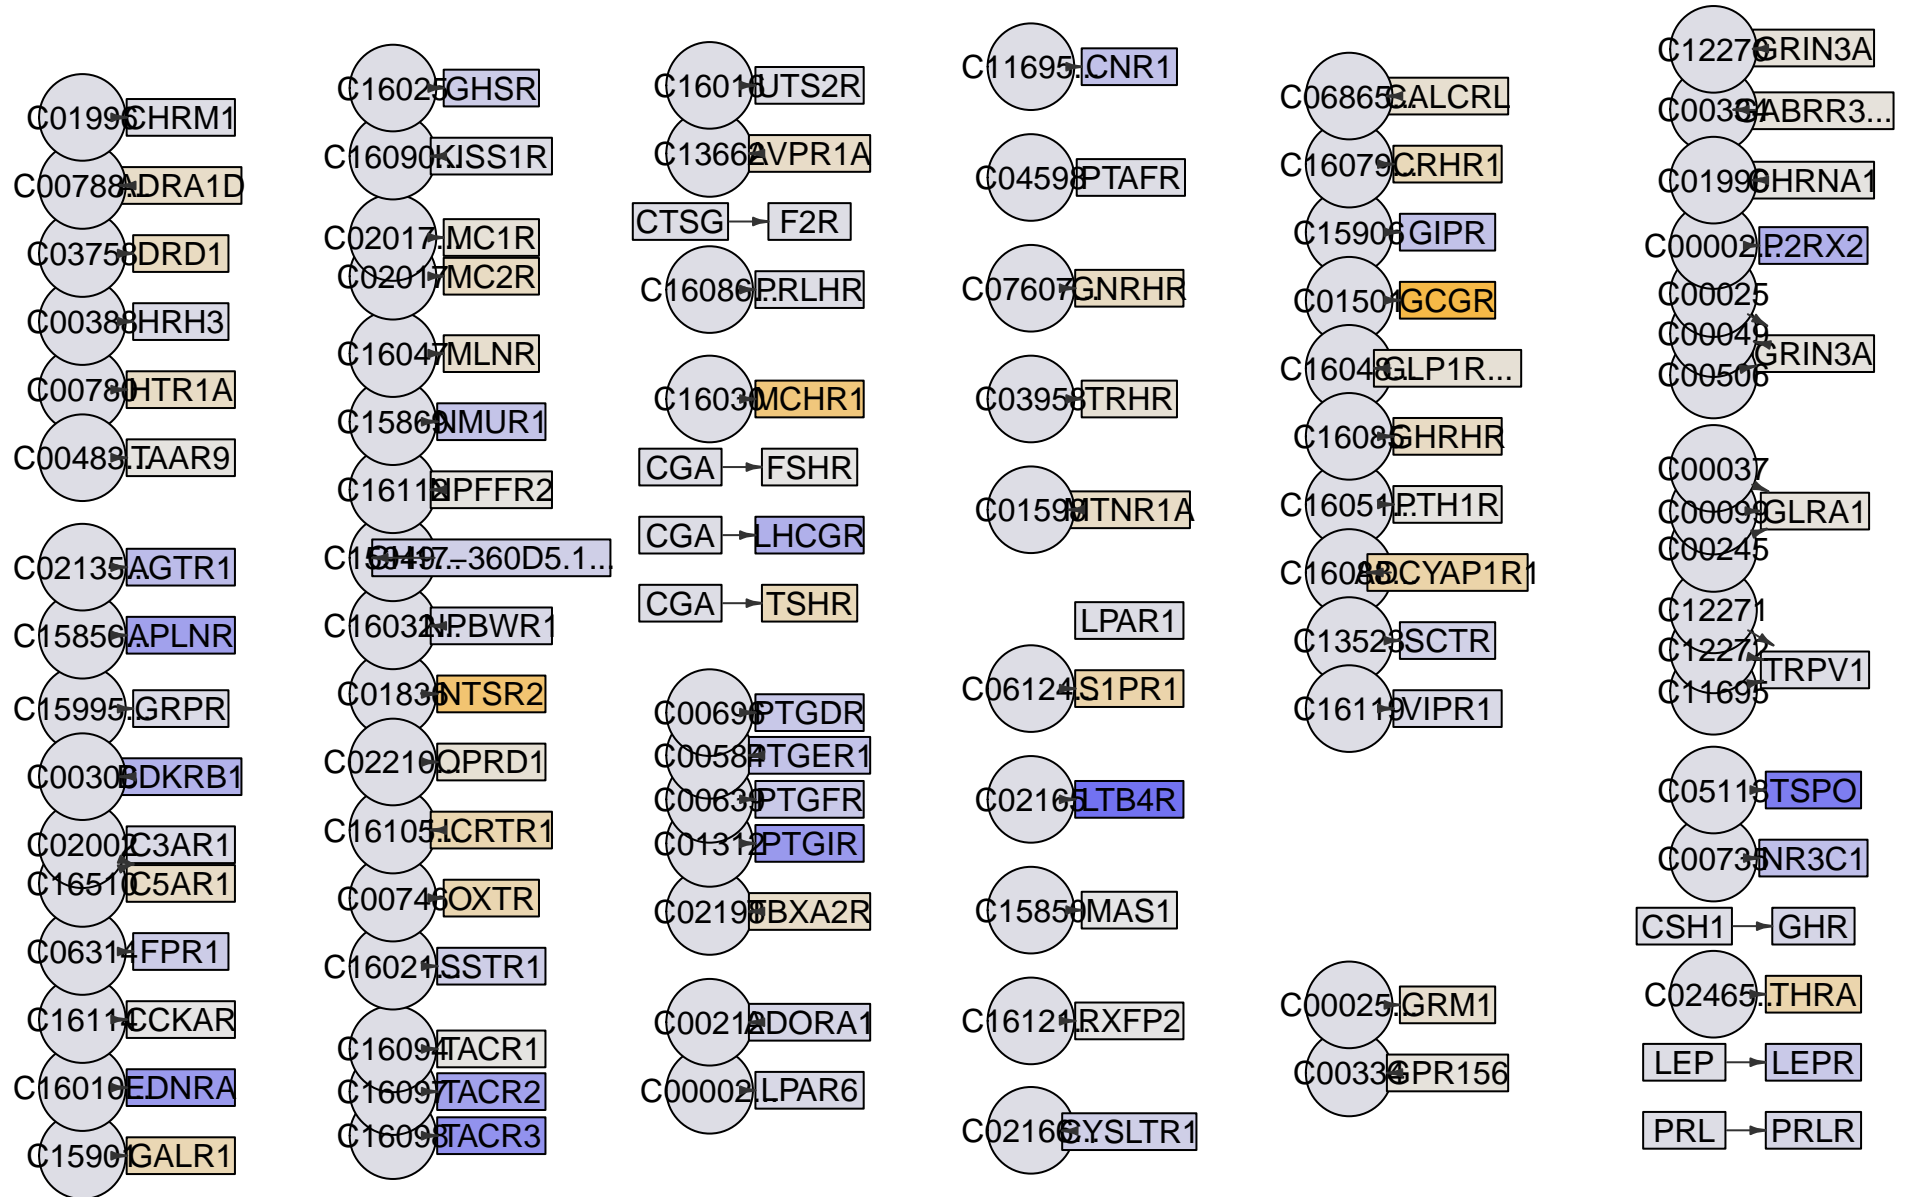 C01996 CHRM1
C00788... ADRA1D
C03758 DRD1
C00388 HRH3
C00780 HTR1A
C00483... TAAR9
C02135... AGTR1
C15856... APLNR
C15995... GRPR
C00306 BDKRB1
C02002 C3AR1
C16510 C5AR1
C06314 FPR1
C16114 CCKAR
C16010... EDNRA
C15901 GALR1
C16025 GHSR
C16090... KISS1R
C02017... MC1R
C02017 MC2R
C16047 MLNR
C15869 NMUR1
C16118 NPFFR2
C16032... NPBWR1
C01836 NTSR2
C02210... OPRD1
C16105... HCRTR1
C00746 OXTR
C16021... SSTR1
C16094 TACR1
C16097 TACR2
C16098 TACR3
C16016 UTS2R
C13662 AVPR1A
CTSG F2R
C16086... PRLHR
C16030 MCHR1
CGA FSHR
CGA LHCGR
CGA TSHR
C00696 PTGDR
C00584 PTGER1
C00639 PTGFR
C01312 PTGIR
C02198 TBXA2R
C00212 ADORA1
C00002... LPAR6
C11695... CNR1
C04598 PTAFR
C07607... GNRHR
C03958 TRHR
C01598 MTNR1A
LPAR1
C06124... S1PR1
C02165 LTB4R
C15850 MAS1
C16121... RXFP2
C02166... CYSLTR1
C06865... CALCRL
C16079... CRHR1
C15906 GIPR
C01501 GCGR
C16048... GLP1R...
C16085 GHRHR
C16051... PTH1R
ADCYAP1R1
C13523 SCTR
C16119 VIPR1
C00025... GRM1
C00334 GPR156
C12270 GRIN3A
C00334 GABRR3...
C01996 CHRNA1
C00002... P2RX2
C00025
C00049
GRIN3A
C00506
C00037
C00099 GLRA1
C00245
C12271
C12272 TRPV1
C11695
C05113 TSPO
C00735 NR3C1
CSH1 GHR
C02465... THRA
LEP LEPR
PRL PRLR